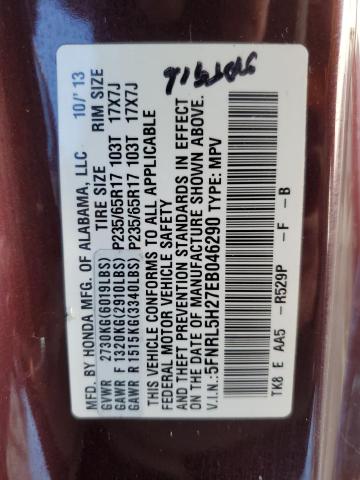 MFD. BY HONDA MFG. OF ALABAMA, LLC 10/'13
TIRE SIZE RIM SIZE
GVWR 2730KG(6019LBS)
GAWR F 1320KG(2910LBS) P235/65R17 103T 17X7J
GAWR R 1515KG(3340LBS) P235/65R17 103T 17X7J
THIS VEHICLE CONFORMS TO ALL APPLICABLE
FEDERAL MOTOR VEHICLE SAFETY STANDARDS
AND THEFT PREVENTION STANDARDS IN EFFECT
ON THE DATE OF MANUFACTURE SHOWN ABOVE.
V.I.N.:5FNRL5H27EB046290 TYPE: MPV
TK8 E AA5 -R529P -F -B